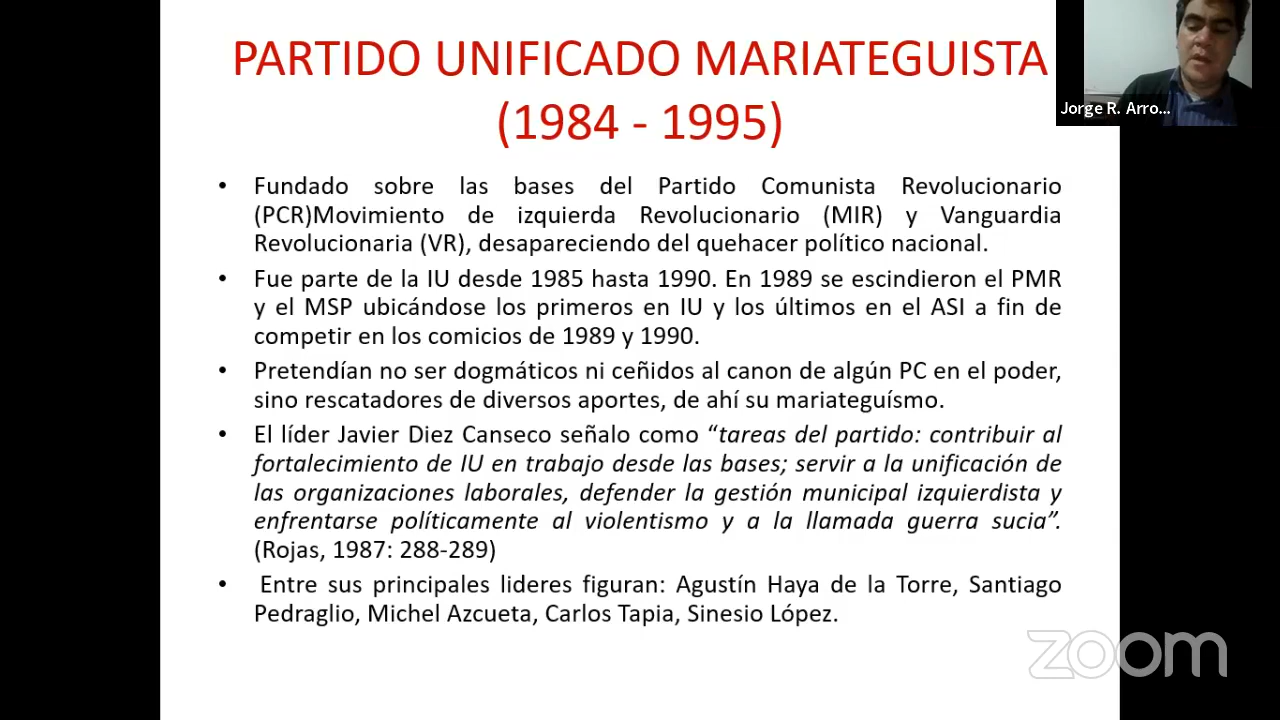 PARTIDO UNIFICADO MARIATEGUISTA
(1984 - 1995)
Jorge R. Arro...
• Fundado sobre las bases del Partido Comunista Revolucionario
(PCR)Movimiento de izquierda Revolucionario (MIR) y Vanguardia
Revolucionaria (VR), desapareciendo del quehacer político nacional.
• Fue parte de la IU desde 1985 hasta 1990. En 1989 se escindieron el PMR
y el MSP ubicándose los primeros en IU y los últimos en el ASI a fin de
competir en los comicios de 1989 y 1990.
• Pretendían no ser dogmáticos ni ceñidos al canon de algún PC en el poder,
sino rescatadores de diversos aportes, de ahí su mariateguísmo.
• El líder Javier Diez Canseco señalo como “tareas del partido: contribuir al
fortalecimiento de IU en trabajo desde las bases; servir a la unificación de
las organizaciones laborales, defender la gestión municipal izquierdista y
enfrentarse políticamente al violentismo y a la llamada guerra sucia”.
(Rojas, 1987: 288-289)
• Entre sus principales lideres figuran: Agustín Haya de la Torre, Santiago
Pedraglio, Michel Azcueta, Carlos Tapia, Sinesio López.
zoom